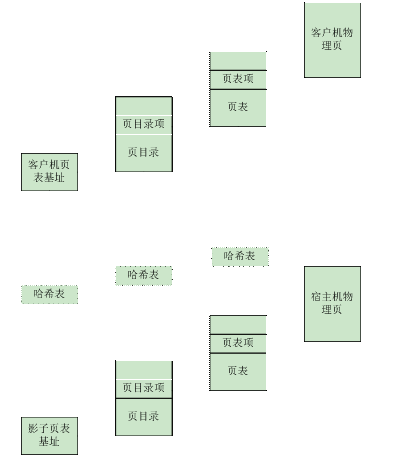 客户机物
理页
页表项
页表
页目录项
页目录
客户机页
表基址
哈希表
哈希表
哈希表
宿主机物
理页
页表项
页表
页目录项
页目录
影子页表
基址